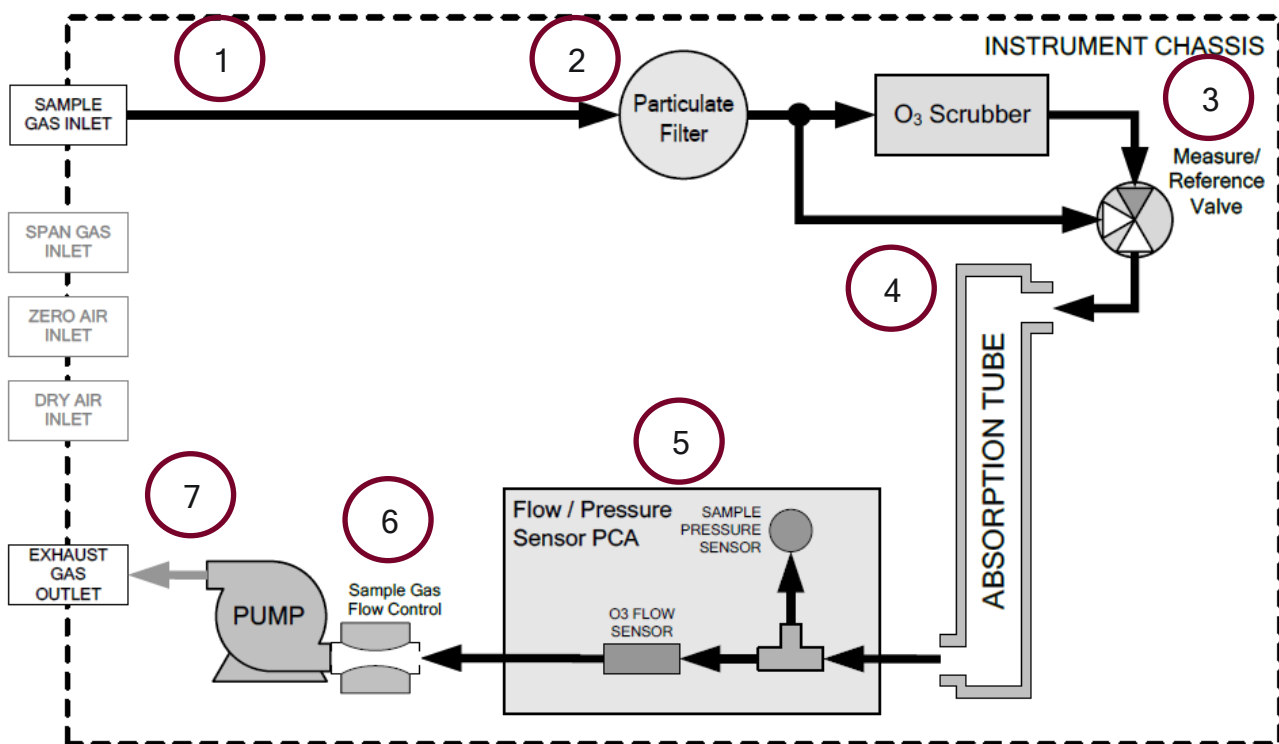 1
2
INSTRUMENT CHASSIS
3
SAMPLE
GAS INLET
Particulate
Filter
O₃ Scrubber
Measure/
Reference
Valve
SPAN GAS
INLET
4
ZERO AIR
INLET
ABSORPTION TUBE
DRY AIR
INLET
5
7
6
Flow / Pressure
Sensor PCA
SAMPLE
PRESSURE
SENSOR
EXHAUST
GAS
OUTLET
PUMP
Sample Gas
Flow Control
O3 FLOW
SENSOR